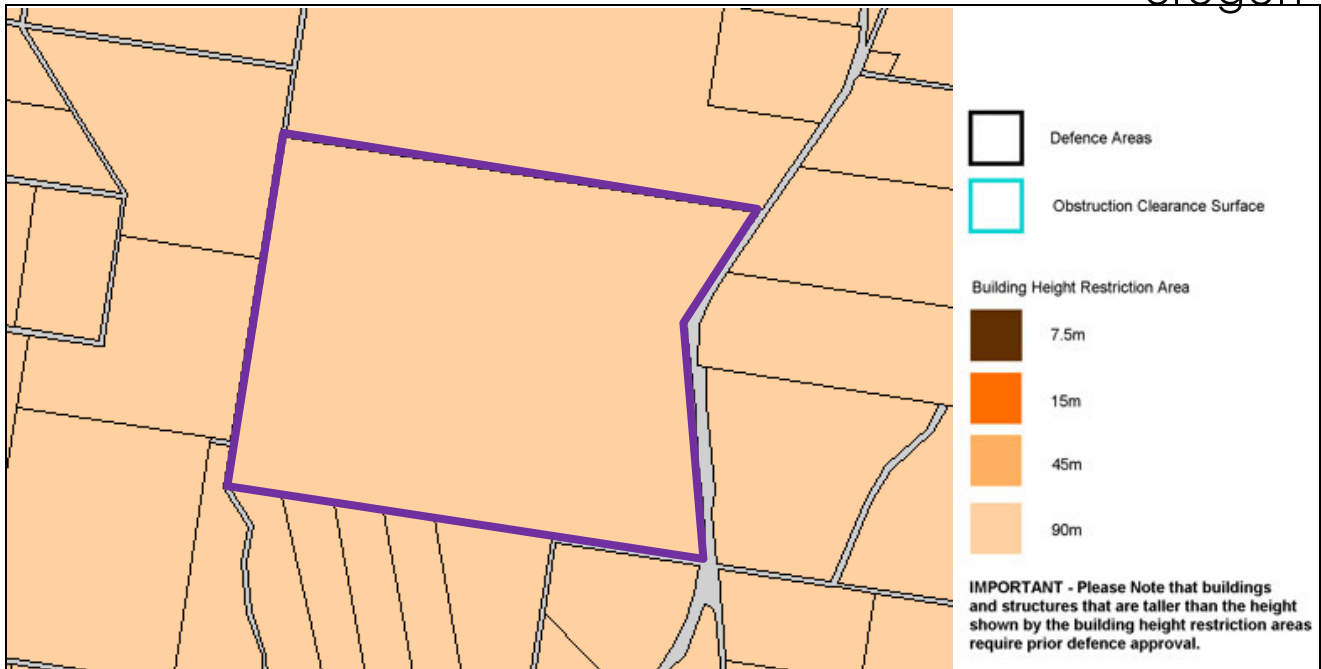 Defence Areas
Obstruction Clearance Surface
Building Height Restriction Area
7.5m
15m
45m
90m
IMPORTANT - Please Note that buildings
and structures that are taller than the height
shown by the building height restriction areas
require prior defence approval.